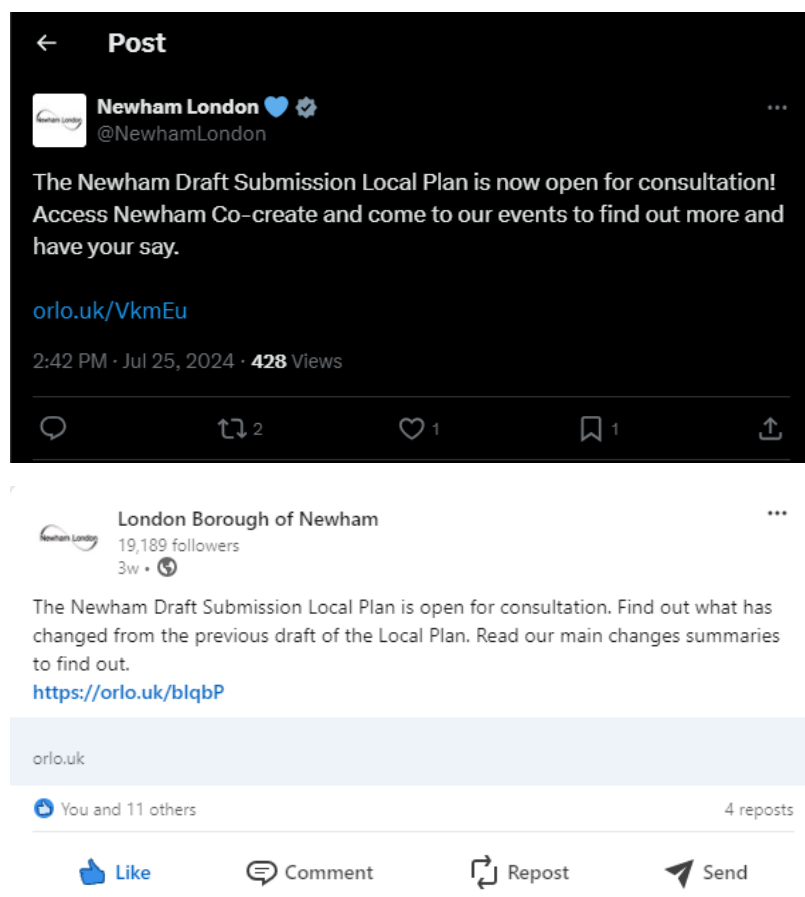 Post
Newham London
Newham London 💙
@NewhamLondon
The Newham Draft Submission Local Plan is now open for consultation!
Access Newham Co-create and come to our events to find out more and
have your say.
orlo.uk/VkmEu
2:42 PM · Jul 25, 2024 · 428 Views
2 1 1
London Borough of Newham
Newham London
19,189 followers
3w •
The Newham Draft Submission Local Plan is open for consultation. Find out what has
changed from the previous draft of the Local Plan. Read our main changes summaries
to find out.
https://orlo.uk/blqbP
orlo.uk
You and 11 others 4 reposts
Like Comment Repost Send